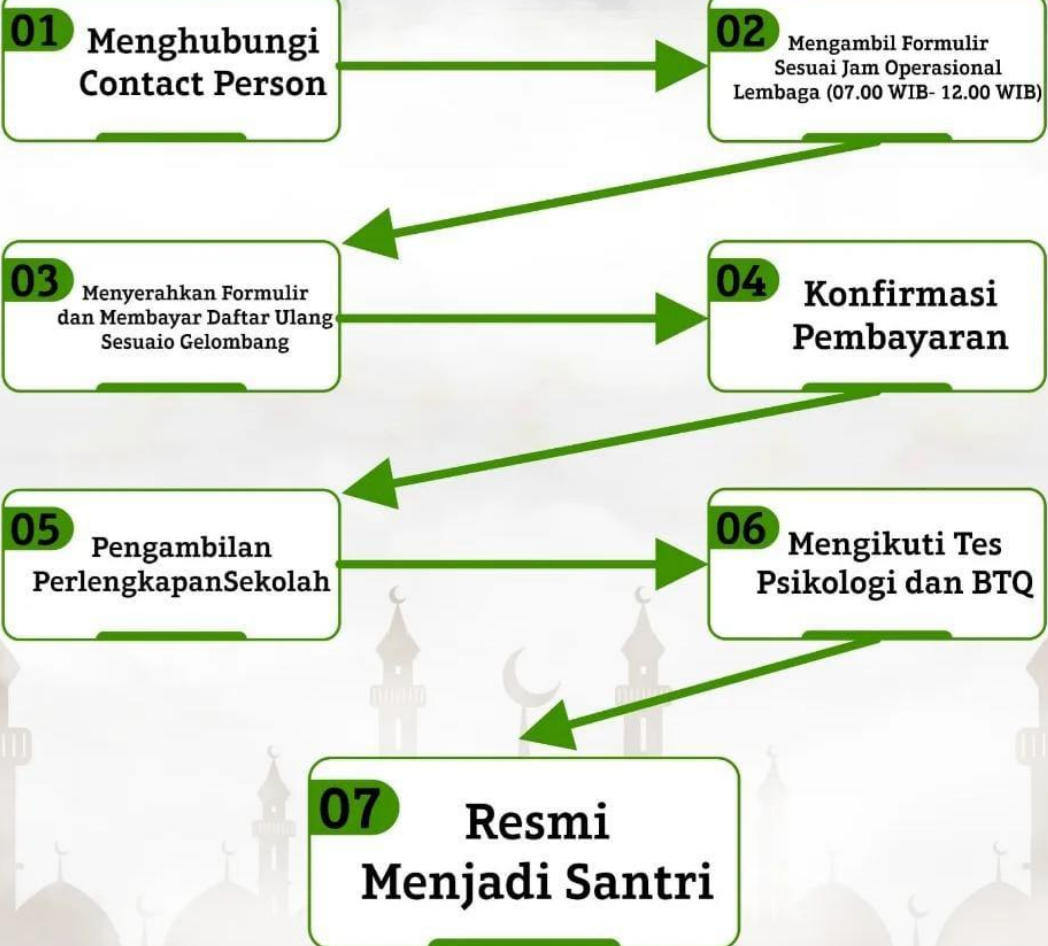 01
Menghubungi
Contact Person
02
Mengambil Formulir
Sesuai Jam Operasional
Lembaga (07.00 WIB- 12.00 WIB)
03
Menyerahkan Formulir
dan Membayar Daftar Ulang
Sesuaio Gelombang
04
Konfirmasi
Pembayaran
05
Pengambilan
PerlengkapanSekolah
06
Mengikuti Tes
Psikologi dan BTQ
07
Resmi
Menjadi Santri